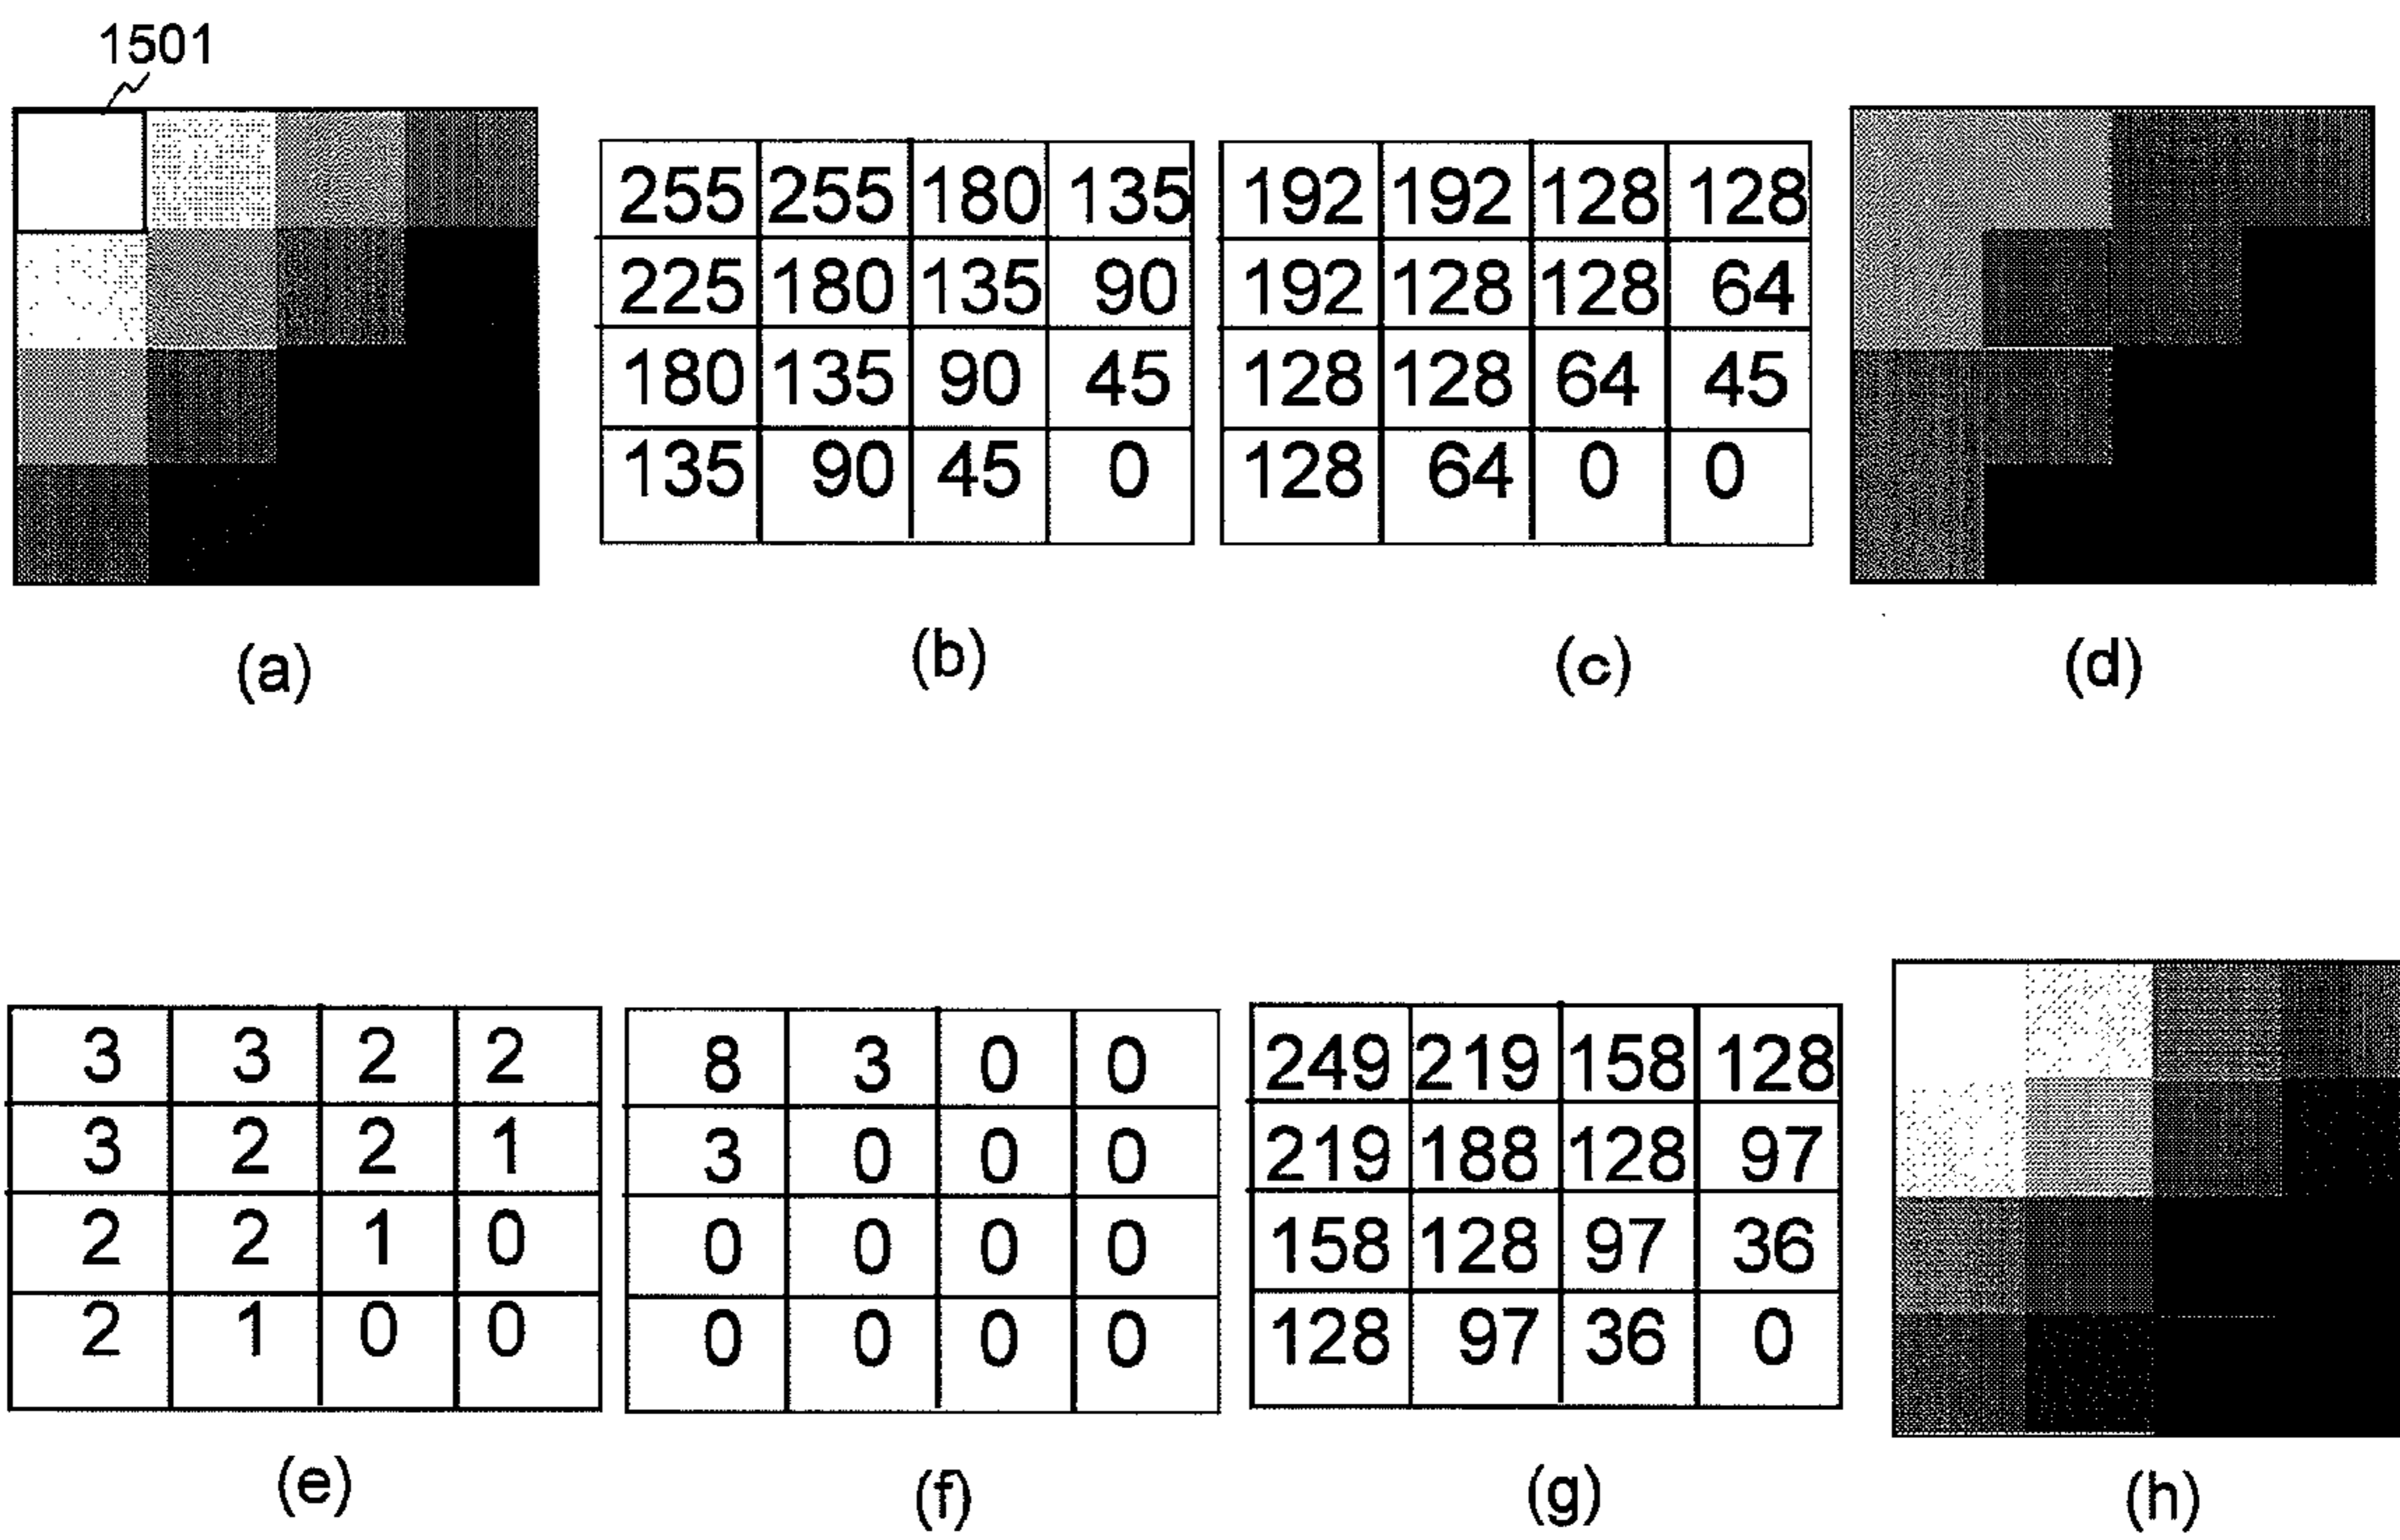 1501
255 255 180 135
225 180 135 90
180 135 90 45
135 90 45 0
192 192 128 128
192 128 128 64
128 128 64 45
128 64 0 0
(a)
(b)
(c)
(d)
3 3 2 2
3 2 2 1
2 2 1 0
2 1 0 0
8 3 0 0
3 0 0 0
0 0 0 0
0 0 0 0
249 219 158 128
219 188 128 97
158 128 97 36
128 97 36 0
(e)
(f)
(g)
(h)